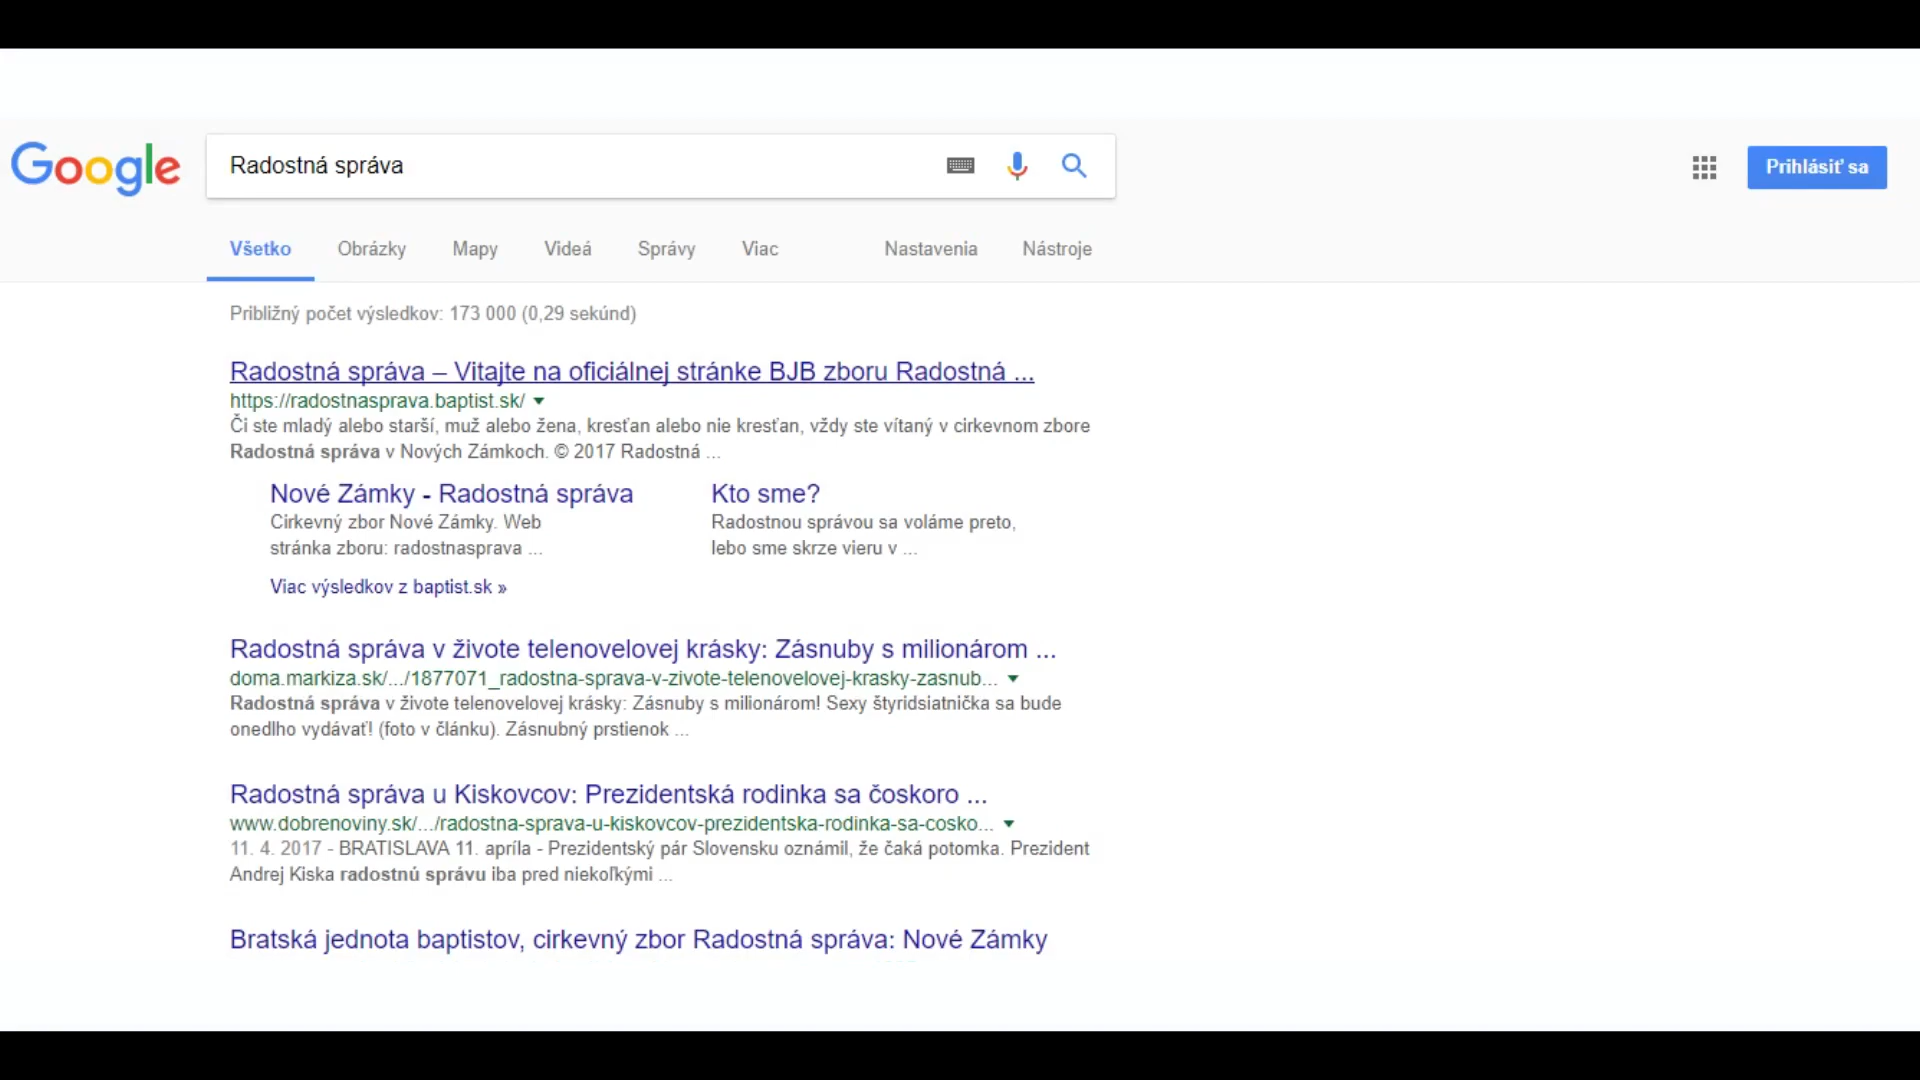 Google
Radostná správa
Prihlásiť sa
Všetko Obrázky Mapy Videá Správy Viac Nastavenia Nástroje
Približný počet výsledkov: 173 000 (0,29 sekúnd)
Radostná správa – Vitajte na oficiálnej stránke BJB zboru Radostná ...
https://radostnasprava.baptist.sk/
Či ste mladý alebo starší, muž alebo žena, kresťan alebo nie kresťan, vždy ste vítaný v cirkevnom zbore
Radostná správa v Nových Zámkoch. © 2017 Radostná ...
Nové Zámky - Radostná správa
Cirkevný zbor Nové Zámky. Web
stránka zboru: radostnasprava ...
Kto sme?
Radostnou správou sa voláme preto,
lebo sme skrze vieru v ...
Viac výsledkov z baptist.sk »
Radostná správa v živote telenovelovej krásky: Zásnuby s milionárom ...
doma.markiza.sk/.../1877071_radostna-sprava-v-zivote-telenovelovej-krasky-zasnub...
Radostná správa v živote telenovelovej krásky: Zásnuby s milionárom! Sexy štyridsiatnička sa bude
onedlho vydávať! (foto v článku). Zásnubný prstienok ...
Radostná správa u Kiskovcov: Prezidentská rodinka sa čoskoro ...
www.dobrenoviny.sk/.../radostna-sprava-u-kiskovcov-prezidentska-rodinka-sa-cosko...
11. 4. 2017 - BRATISLAVA 11. apríla - Prezidentský pár Slovensku oznámil, že čaká potomka. Prezident
Andrej Kiska radostnú správu iba pred niekoľkými ...
Bratská jednota baptistov, cirkevný zbor Radostná správa: Nové Zámky